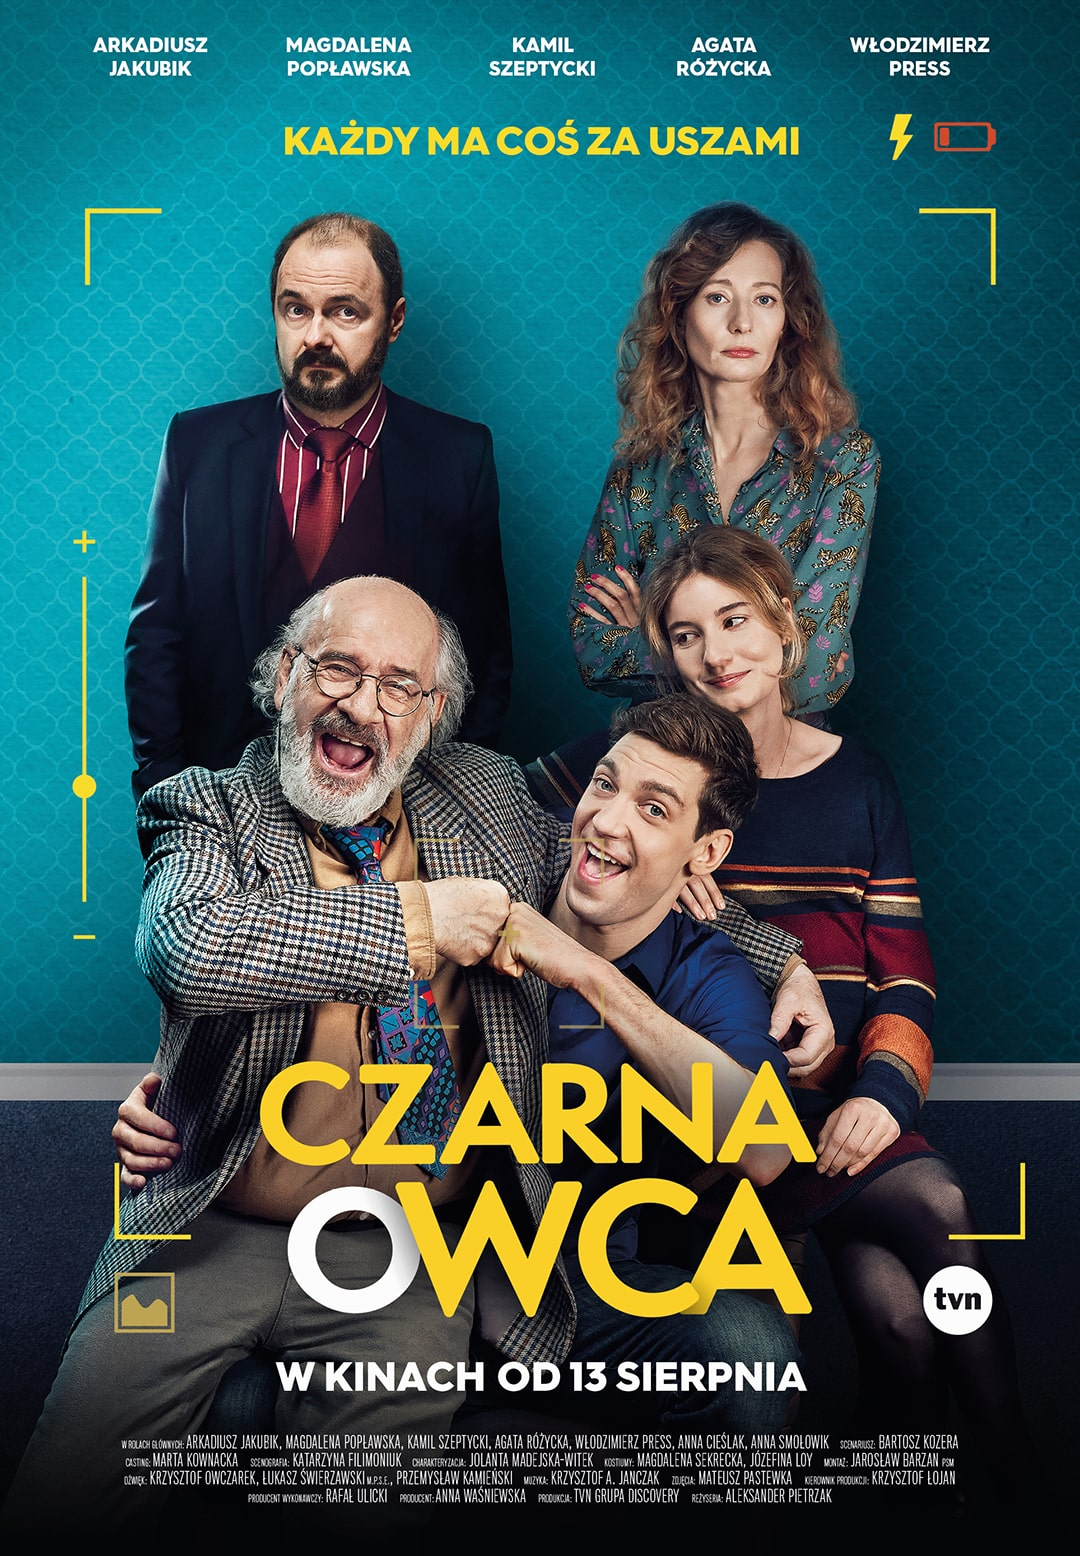 ARKADIUSZ JAKUBIK
MAGDALENA POPŁAWSKA
KAMIL SZEPTYCKI
AGATA RÓŻYCKA
WŁODZIMIERZ PRESS
KAŻDY MA COŚ ZA USZAMI
CZARNA
OWCA
tvn
W KINACH OD 13 SIERPNIA
W ROLACH GŁÓWNYCH: ARKADIUSZ JAKUBIK, MAGDALENA POPŁAWSKA, KAMIL SZEPTYCKI, AGATA RÓŻYCKA, WŁODZIMIERZ PRESS, ANNA CIEŚLAK, ANNA SMOŁOWIK SCENARIUSZ: BARTOSZ KOZERA
CASTING: MARTA KOWNACKA SCENOGRAFIA: KATARZYNA FILIMONIUK CHARAKTERYZACJA: JOLANTA MADEJSKA-WITEK KOSTIUMY: MAGDALENA SEKRECKA, JÓZEFINA LOY MONTAŻ: JAROSŁAW BARZAN PSM
DŹWIĘK: KRZYSZTOF OWCZAREK, ŁUKASZ ŚWIERZAWSKI M.P.S.E., PRZEMYSŁAW KAMIEŃSKI MUZYKA: KRZYSZTOF A. JANCZAK ZDJĘCIA: MATEUSZ PASTEWKA KIEROWNIK PRODUKCJI: KRZYSZTOF ŁOJAN
PRODUCENT WYKONAWCZY: RAFAŁ ULICKI PRODUCENT: ANNA WAŚNIEWSKA PRODUKCJA: TVN GRUPA DISCOVERY REŻYSERIA: ALEKSANDER PIETRZAK